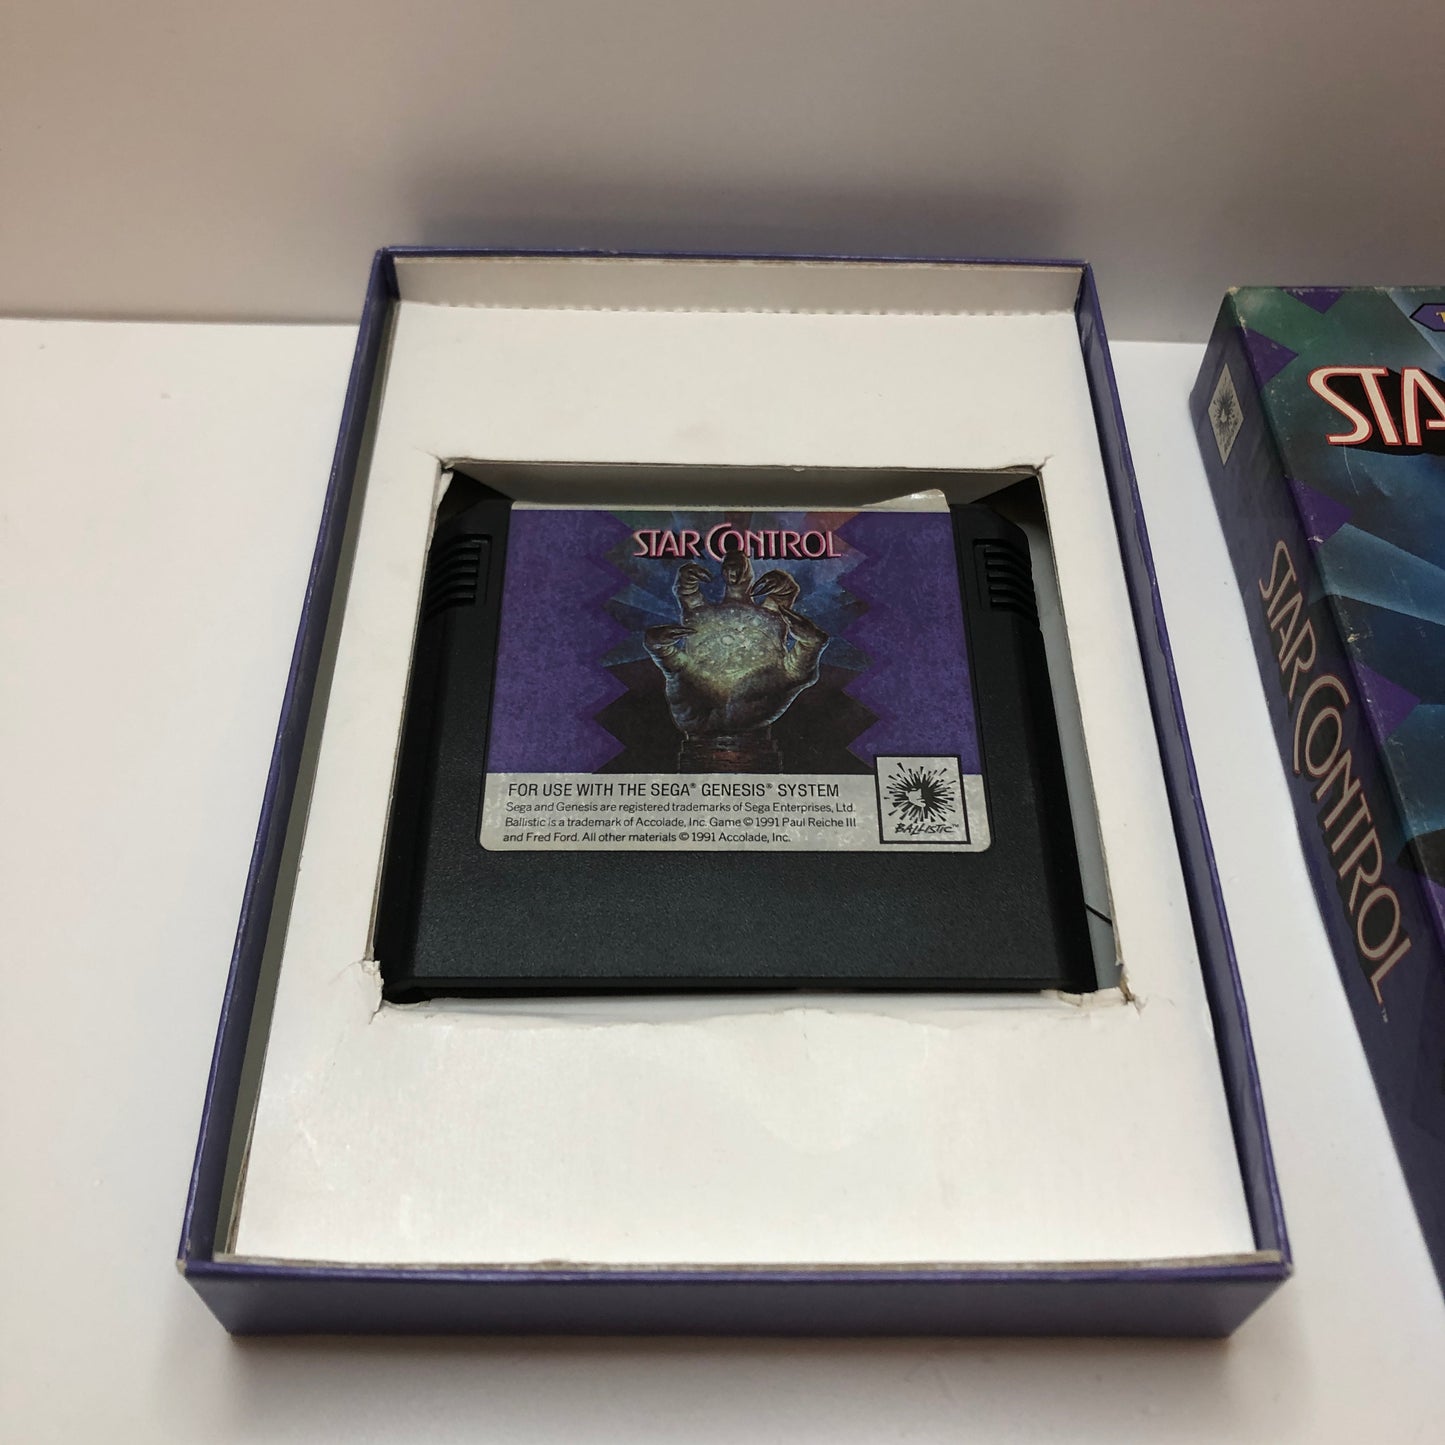 STAR CONTROL
FOR USE WITH THE SEGA® GENESIS® SYSTEM
Sega and Genesis are registered trademarks of Sega Enterprises, Ltd.
Ballistic is a trademark of Accolade, Inc. Game © 1991 Paul Reiche III
and Fred Ford. All other materials © 1991 Accolade, Inc.
BALLISTIC™
STA
STAR CONTROL™